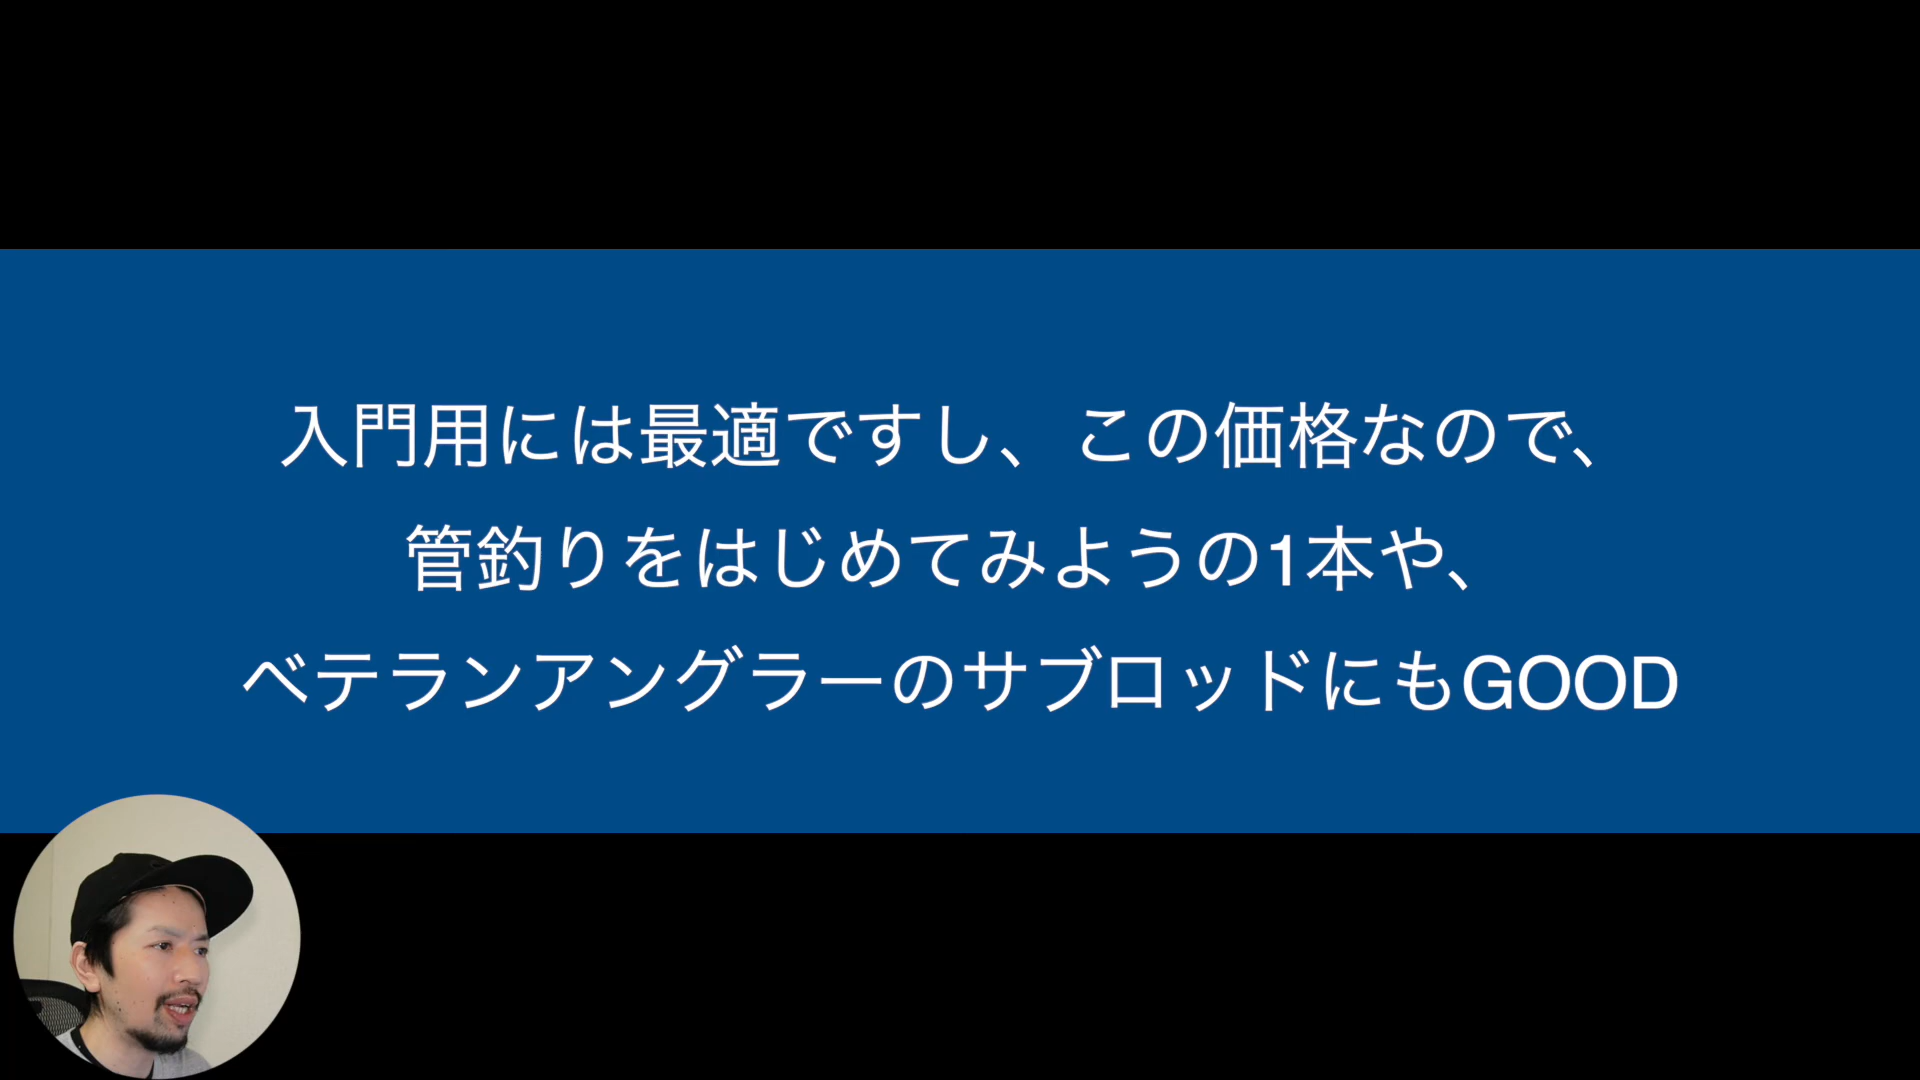 入門用には最適ですし、この価格なので、
管釣りをはじめてみようの1本や、
ベテランアングラーのサブロッドにもGOOD